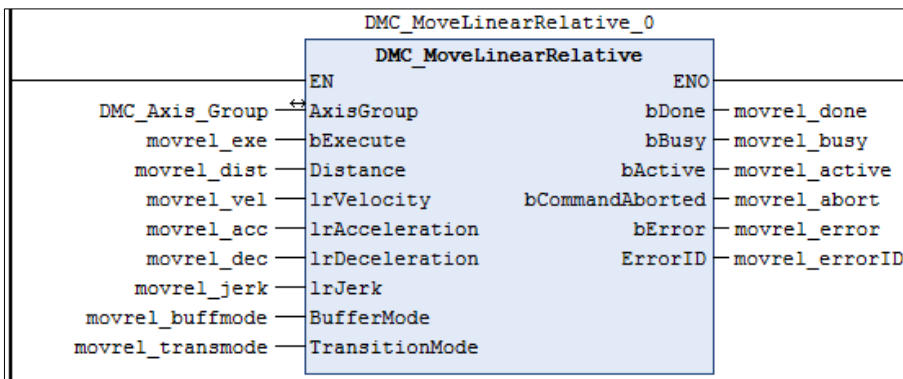 DMC_MoveLinearRelative_0
DMC_MoveLinearRelative
EN ENO
DMC_Axis_Group AxisGroup bDone movrel_done
movrel_exe bExecute bBusy movrel_busy
movrel_dist Distance bActive movrel_active
movrel_vel lrVelocity bCommandAborted movrel_abort
movrel_acc lrAcceleration bError movrel_error
movrel_dec lrDeceleration ErrorID movrel_errorID
movrel_jerk lrJerk
movrel_buffmode BufferMode
movrel_transmode TransitionMode